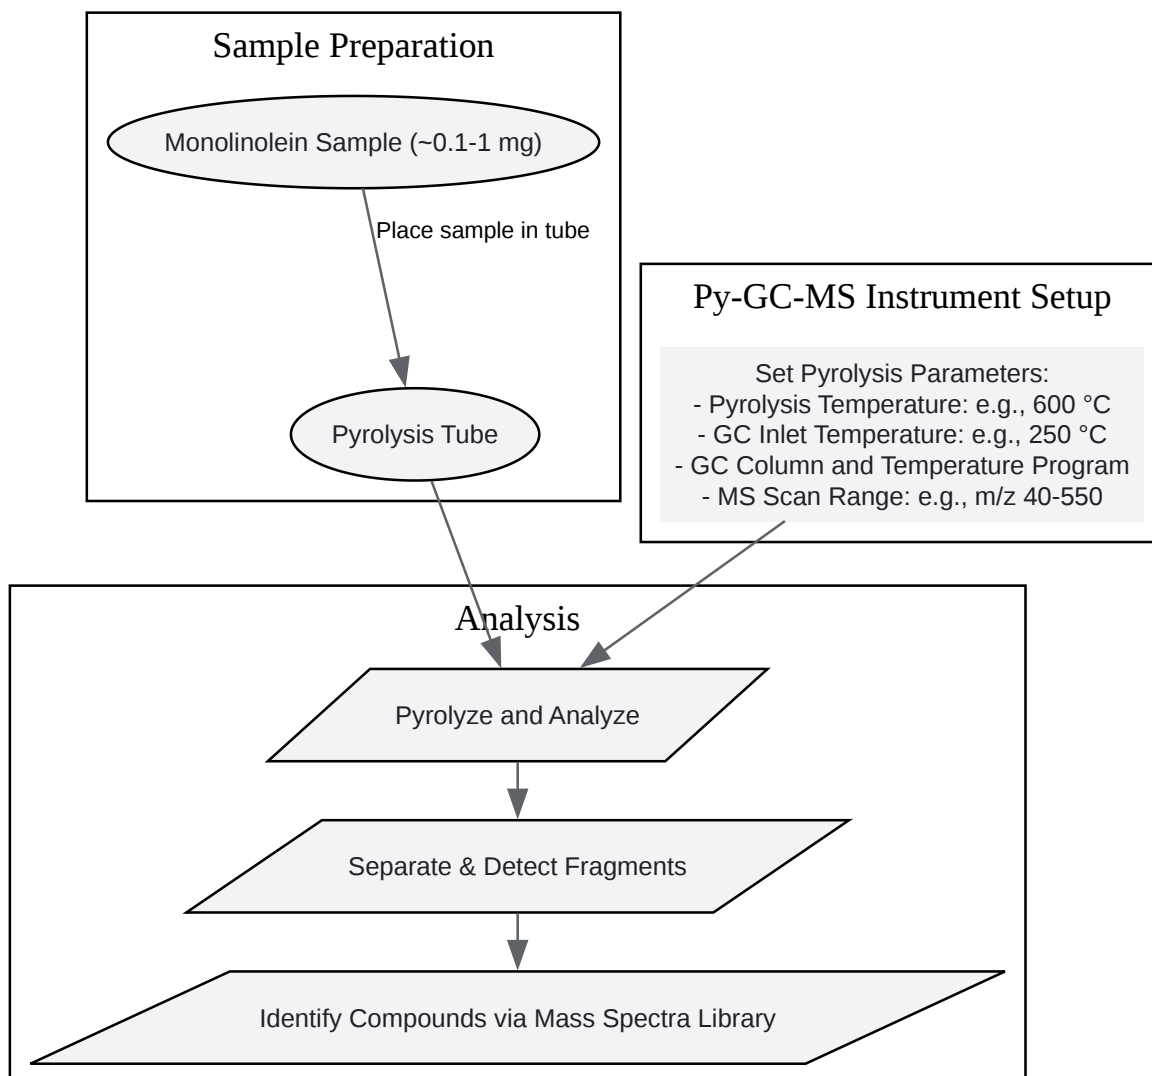 Sample Preparation
Monolinolein Sample (~0.1-1 mg)
Place sample in tube
Pyrolysis Tube
Py-GC-MS Instrument Setup
Set Pyrolysis Parameters:
- Pyrolysis Temperature: e.g., 600 °C
- GC Inlet Temperature: e.g., 250 °C
- GC Column and Temperature Program
- MS Scan Range: e.g., m/z 40-550
Analysis
Pyrolyze and Analyze
Separate & Detect Fragments
Identify Compounds via Mass Spectra Library